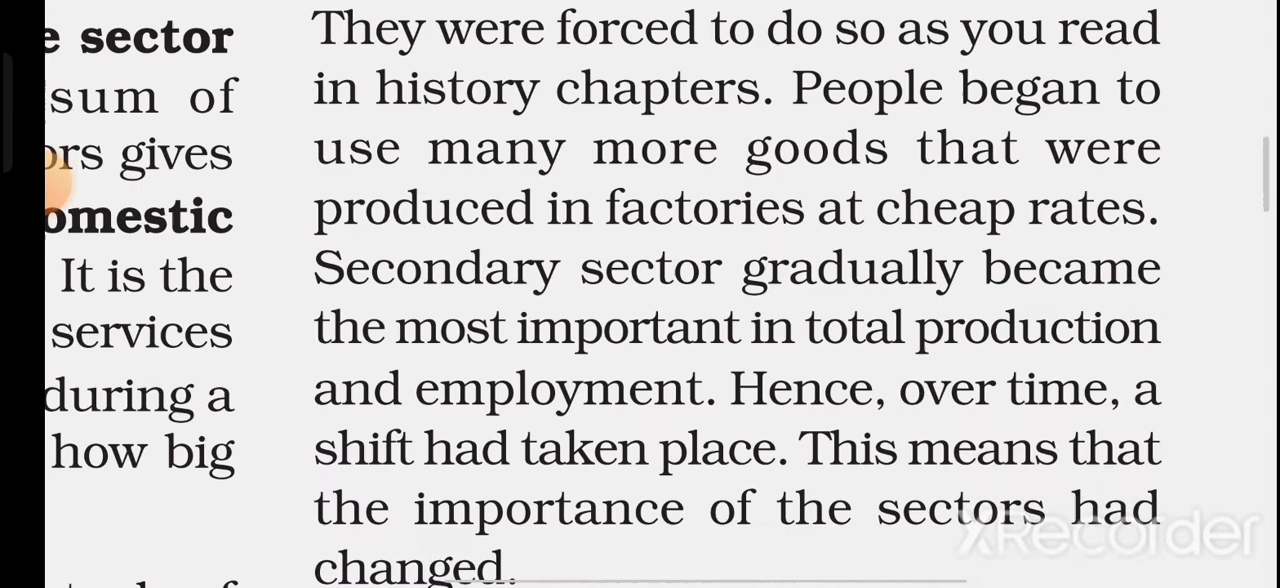 sector
sum of
gives
It is the
services
during a
how big
They were forced to do so as you read
in history chapters. People began to
use many more goods that were
produced in factories at cheap rates.
Secondary sector gradually became
the most important in total production
and employment. Hence, over time, a
shift had taken place. This means that
the importance of the sectors had
changed.
XRecorder